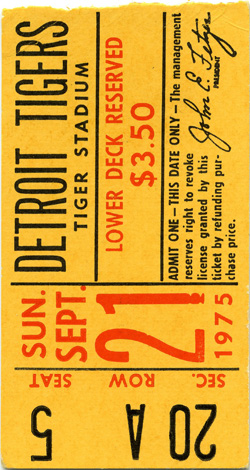 DETROIT TIGERS
TIGER STADIUM
LOWER DECK RESERVED
$3.50
ADMIT ONE—THIS DATE ONLY—The management
reserves right to revoke
license granted by this
ticket by refunding pur-
chase price.
John E. Fetzer
PRESIDENT
SUN.
SEPT.
21
1975
SEC. ROW SEAT
20 A 5